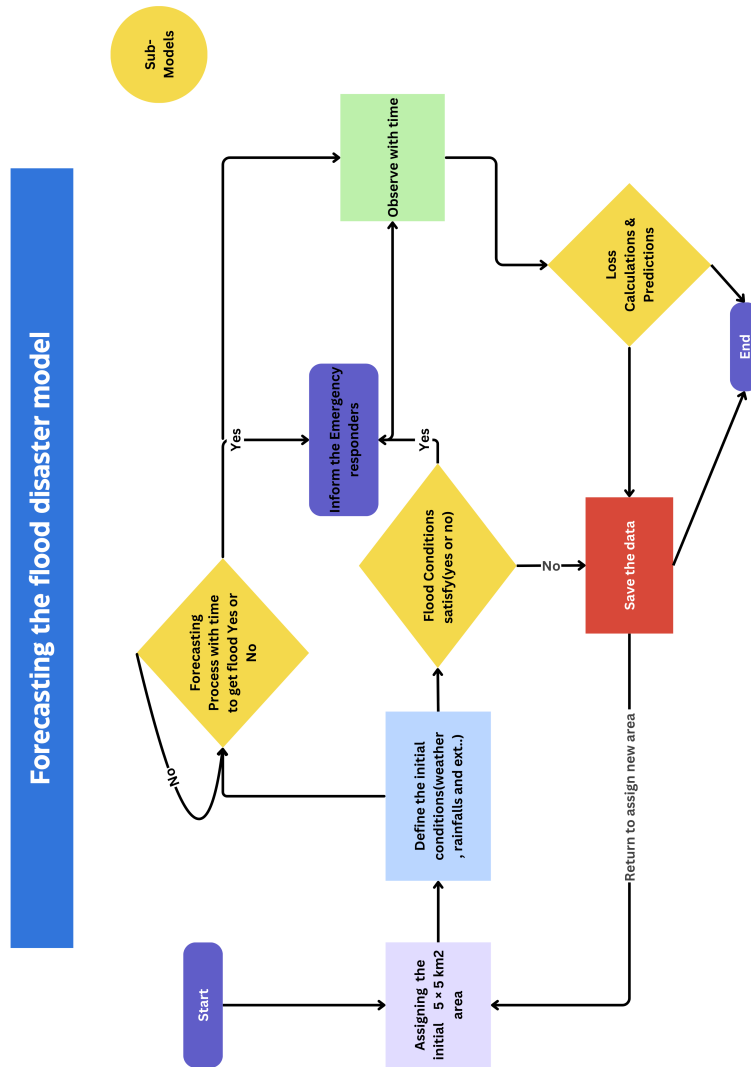 Forecasting the flood disaster model
Sub-
Models
Start
Assigning the
initial 5 × 5 km2
area
Define the initial
conditions(weather
, rainfalls and ext..)
Forecasting
Process with time
to get flood Yes or
No
No
Yes
Inform the Emergency
responders
Flood Conditions
satisfy(yes or no)
Yes
No
Observe with time
Loss
Calculations &
Predictions
Save the data
Return to assign new area
End